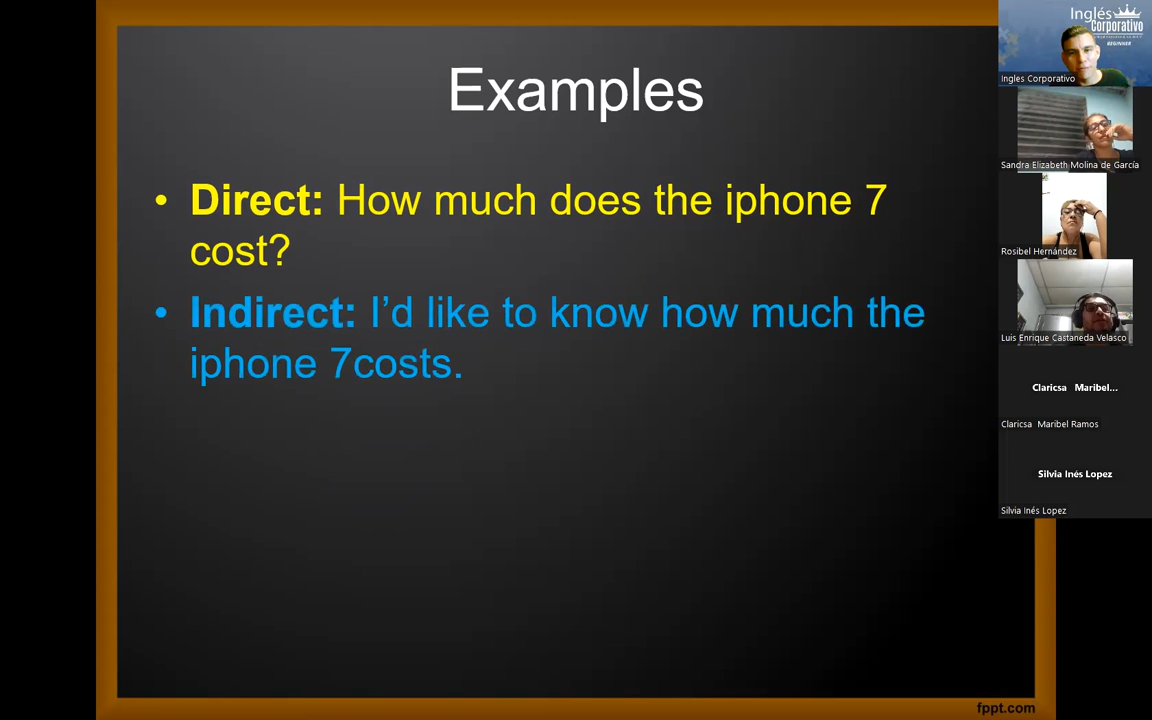 Examples
• Direct: How much does the iphone 7
cost?
• Indirect: I’d like to know how much the
iphone 7costs.
fppt.com
Inglés
Corporativo
BEGINNER
Ingles Corporativo
Sandra Elizabeth Molina de García
Rosibel Hernández
Luis Enrique Castaneda Velasco
Claricsa Maribel...
Claricsa Maribel Ramos
Silvia Inés Lopez
Silvia Inés Lopez